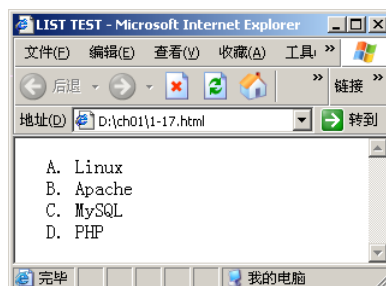 LIST TEST - Microsoft Internet Explorer
文件(F) 编辑(E) 查看(V) 收藏(A) 工具( »
后退 » 链接 »
地址(D) D:\ch01\1-17.html 转到
A. Linux
B. Apache
C. MySQL
D. PHP
完毕 我的电脑